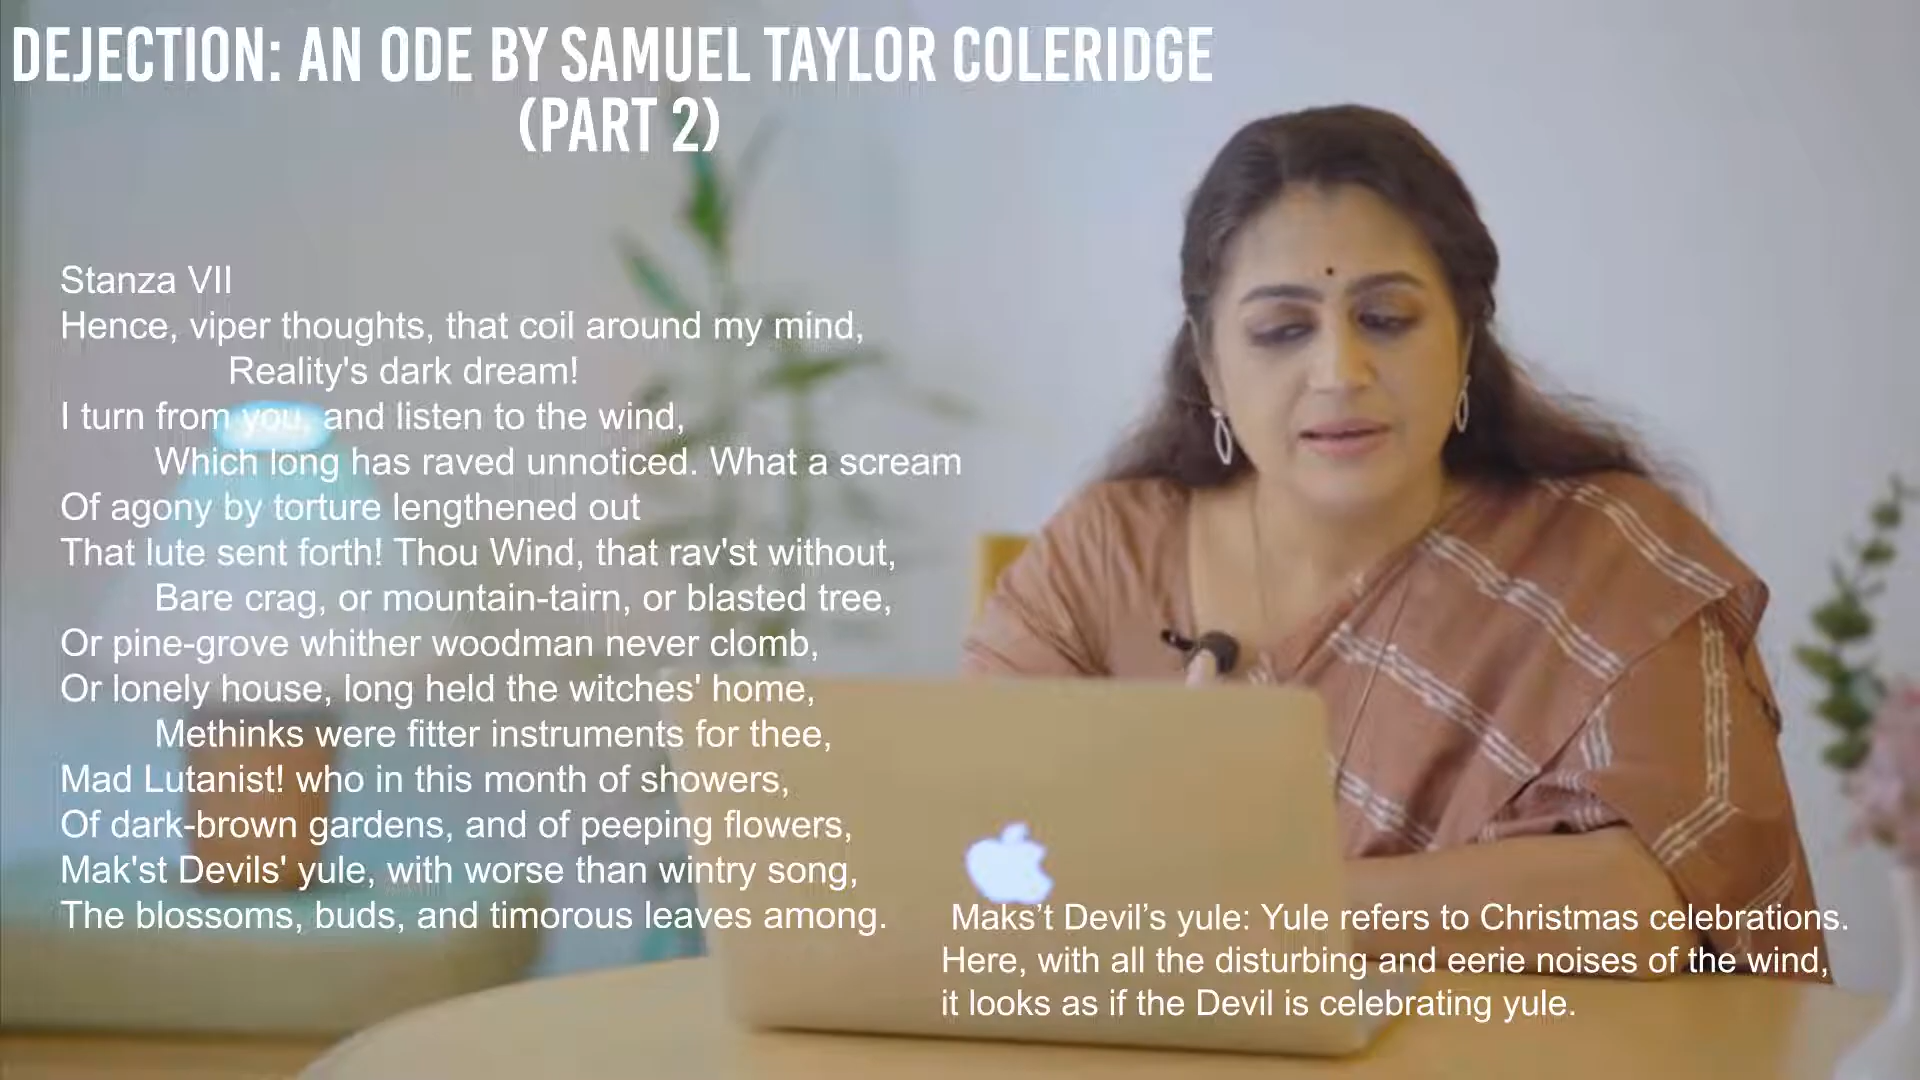 DEJECTION: AN ODE BY SAMUEL TAYLOR COLERIDGE
(PART 2)
Stanza VII
Hence, viper thoughts, that coil around my mind,
Reality's dark dream!
I turn from you, and listen to the wind,
Which long has raved unnoticed. What a scream
Of agony by torture lengthened out
That lute sent forth! Thou Wind, that rav'st without,
Bare crag, or mountain-tairn, or blasted tree,
Or pine-grove whither woodman never clomb,
Or lonely house, long held the witches' home,
Methinks were fitter instruments for thee,
Mad Lutanist! who in this month of showers,
Of dark-brown gardens, and of peeping flowers,
Mak'st Devils' yule, with worse than wintry song,
The blossoms, buds, and timorous leaves among.
Maks’t Devil’s yule: Yule refers to Christmas celebrations.
Here, with all the disturbing and eerie noises of the wind,
it looks as if the Devil is celebrating yule.